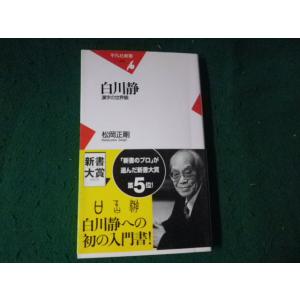 平凡社新書
白川静
漢字の世界観
松岡正剛
新書
大賞
「新書のプロ」が
選んだ新書大賞
第5位!
白川静への
初の入門書!